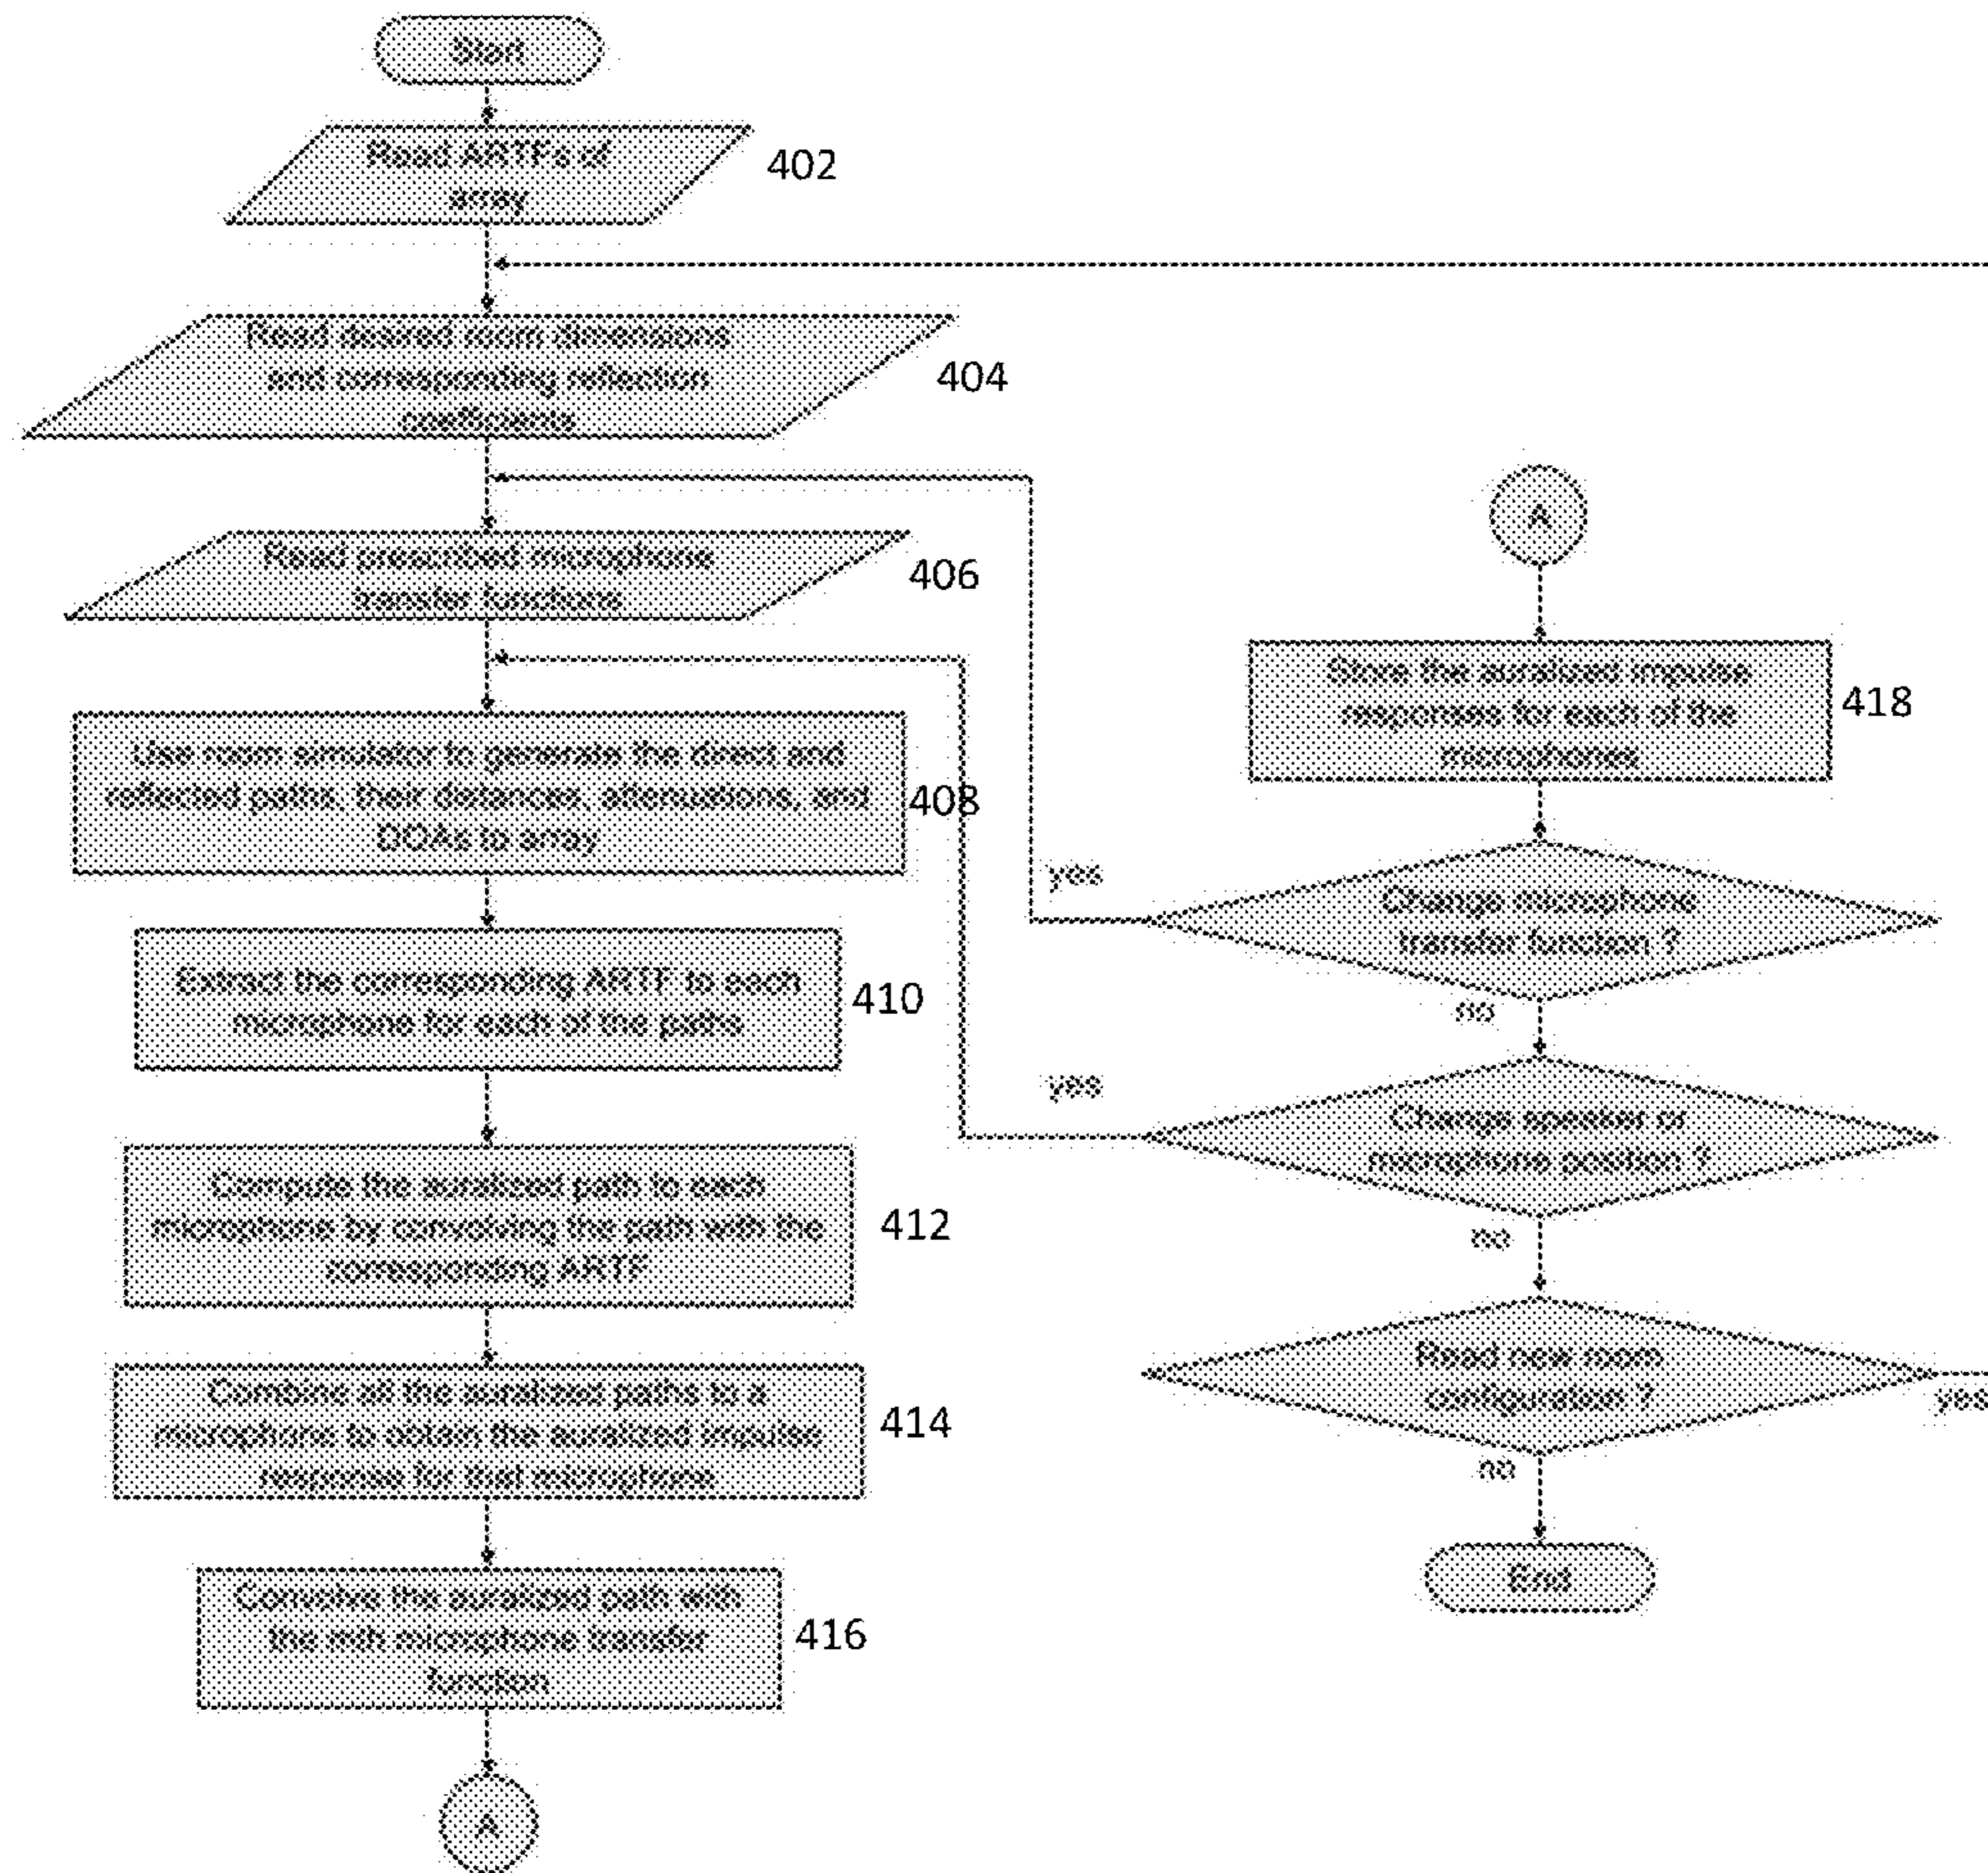 Start
Read ARTFs of
array
402
Read desired room dimensions
and corresponding reflection
coefficients
404
Read prescribed microphone
transfer functions
406
Use room simulator to generate the direct and
reflected paths, their distances, attenuations, and
DOAs to array
408
Extract the corresponding ARTF to each
microphone for each of the paths
410
Compute the auralized path to each
microphone by convolving the path with the
corresponding ARTF
412
Combine all the auralized paths to a
microphone to obtain the auralized impulse
response for that microphone
414
Convolve the auralized path with
the mth microphone transfer
function
416
A
A
Store the auralized impulse
responses for each of the
microphones
418
Change microphone
transfer function ?
yes
no
Change speaker or
microphone position ?
yes
no
Read new room
configuration ?
yes
no
End